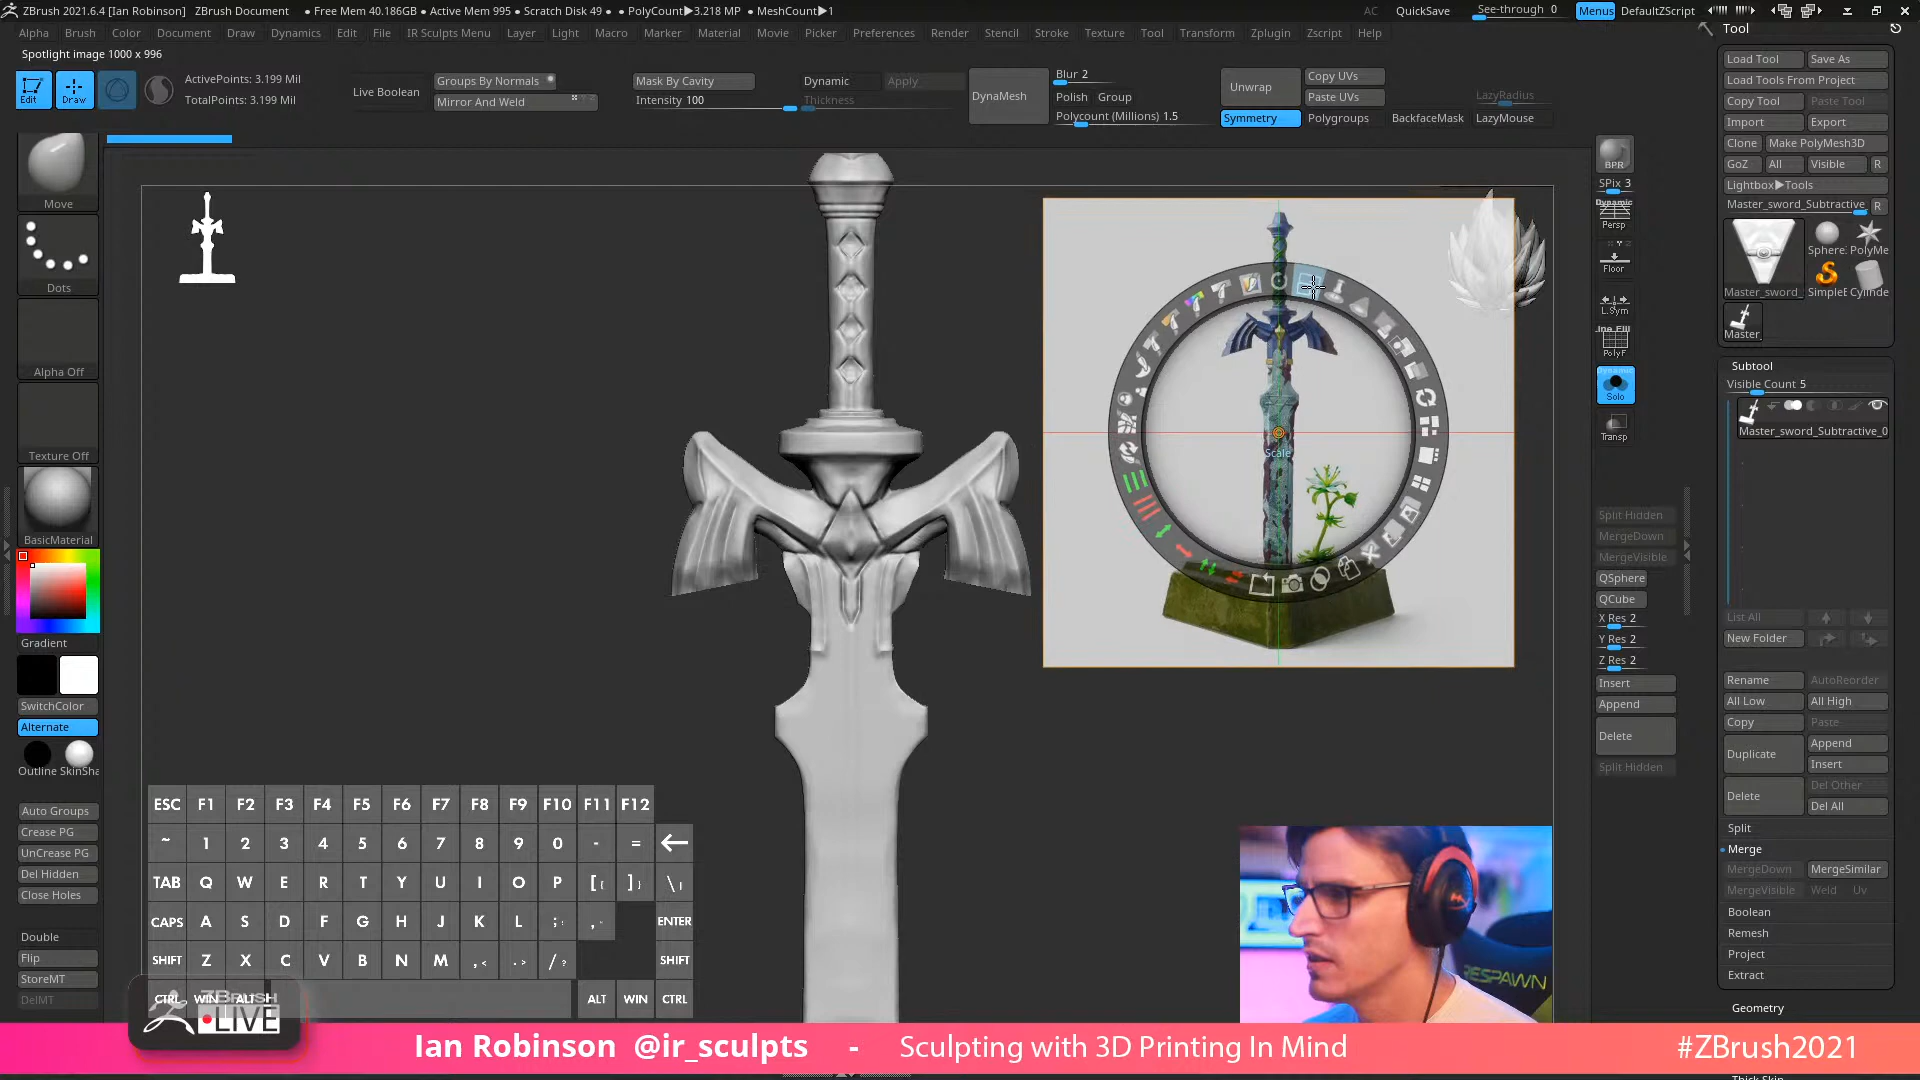 ZBrush 2021.6.4 [Ian Robinson] ZBrush Document • Free Mem 40.186GB • Active Mem 995 • Scratch Disk 49 • PolyCount▶3.218 MP • MeshCount▶1
AC QuickSave See-through 0 Menus DefaultZScript
Alpha Brush Color Document Draw Dynamics Edit File IR Sculpts Menu Layer Light Macro Marker Material Movie Picker Preferences Render Stencil Stroke Texture Tool Transform Zplugin Zscript Help
Spotlight image 1000 x 996
Edit Draw
ActivePoints: 3.199 Mil
TotalPoints: 3.199 Mil
Live Boolean
Groups By Normals
Mirror And Weld
Mask By Cavity
Intensity 100
Dynamic Apply
Thickness
DynaMesh
Blur 2
Polish Group
Polycount (Millions) 1.5
Unwrap
Copy UVs
Paste UVs
Symmetry Polygroups BackfaceMask
LazyRadius
LazyMouse
Move
Dots
Alpha Off
Texture Off
BasicMaterial
Gradient
SwitchColor
Alternate
Outline SkinSha
Auto Groups
Crease PG
UnCrease PG
Del Hidden
Close Holes
Double
Flip
StoreMT
DelMT
Scale
BPR
SPix 3
Dynamic
Persp
Floor
L.Sym
Line Fill
PolyF
Dynamic
Solo
Transp
Split Hidden
MergeDown
MergeVisible
QSphere
QCube
X Res 2
Y Res 2
Z Res 2
Insert
Append
Delete
Split Hidden
Tool
Load Tool Save As
Load Tools From Project
Copy Tool Paste Tool
Import Export
Clone Make PolyMesh3D
GoZ All Visible R
Lightbox▶Tools
Master_sword_Subtractive_ R
Master_sword_ Sphere. PolyMe SimpleB Cylinde
Master_
Subtool
Visible Count 5
Master_sword_Subtractive_0
List All
New Folder
Rename AutoReorder
All Low All High
Copy Paste
Duplicate Append
Insert
Delete Del Other
Del All
Split
Merge
MergeDown MergeSimilar
MergeVisible Weld Uv
Boolean
Remesh
Project
Extract
Geometry
ESC F1 F2 F3 F4 F5 F6 F7 F8 F9 F10 F11 F12
~ 1 2 3 4 5 6 7 8 9 0 - = ←
TAB Q W E R T Y U I O P [{ ]} \|
CAPS A S D F G H J K L ;: ," ENTER
SHIFT Z X C V B N M ,< .> /? SHIFT
CTRL WIN ALT ALT WIN CTRL
ZBRUSH
LIVE
RESPAWN
Ian Robinson @ir_sculpts - Sculpting with 3D Printing In Mind #ZBrush2021